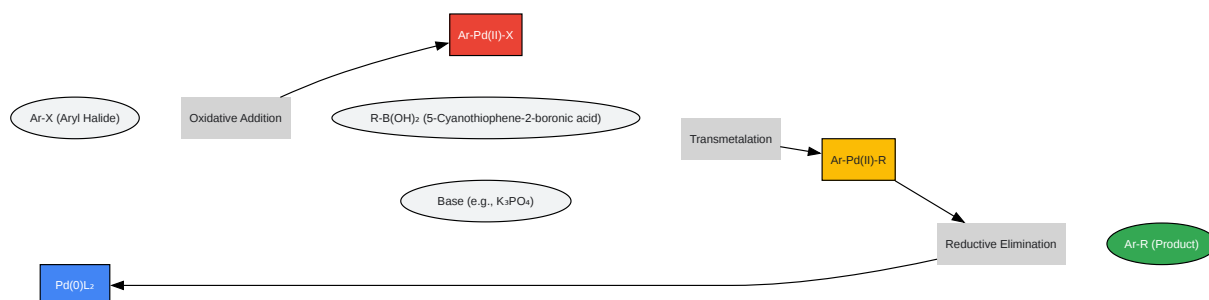 Ar-Pd(II)-X
Ar-X (Aryl Halide)
Oxidative Addition
R-B(OH)₂ (5-Cyanothiophene-2-boronic acid)
Transmetalation
Ar-Pd(II)-R
Base (e.g., K₃PO₄)
Reductive Elimination
Ar-R (Product)
Pd(0)L₂